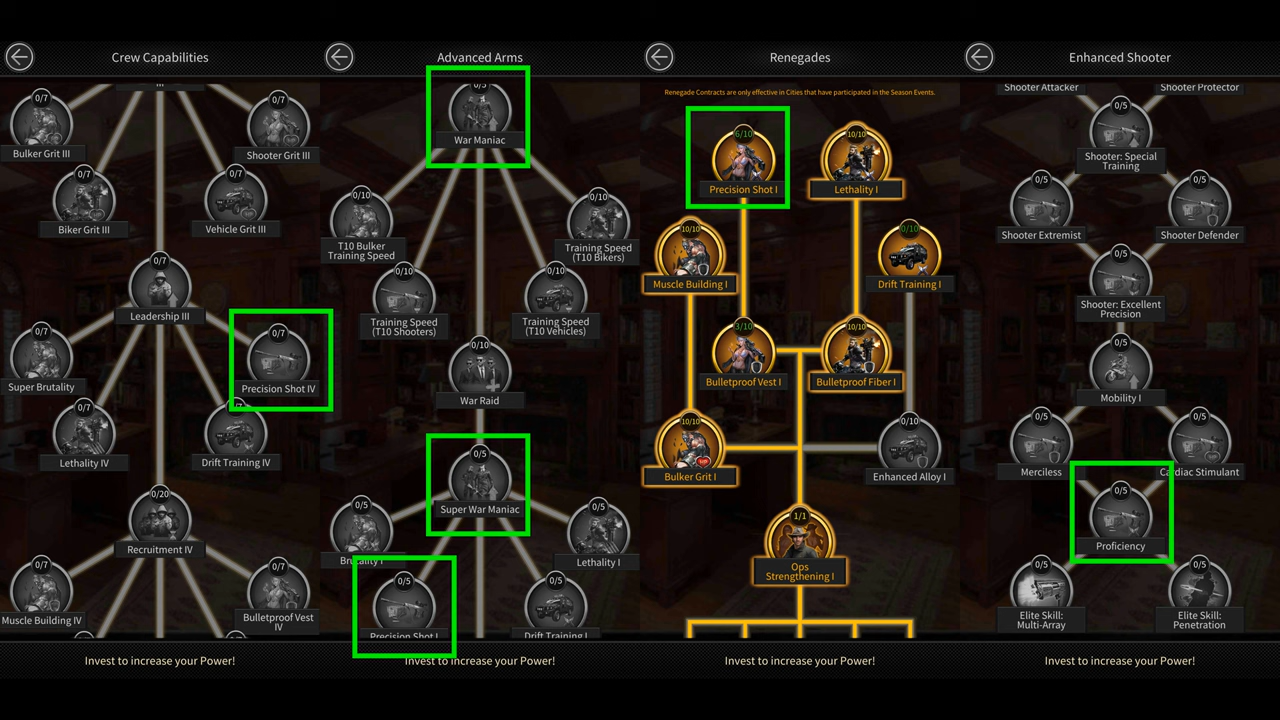 Crew Capabilities
III
0/7
Bulker Grit III
0/7
Shooter Grit III
0/7
Biker Grit III
0/7
Vehicle Grit III
0/7
Leadership III
0/7
Super Brutality
0/7
Precision Shot IV
0/7
Lethality IV
Drift Training IV
0/20
Recruitment IV
0/7
Muscle Building IV
0/7
Bulletproof Vest
IV
Invest to increase your Power!
Advanced Arms
0/5
War Maniac
0/10
T10 Bulker
Training Speed
0/10
Training Speed
(T10 Bikers)
0/10
Training Speed
(T10 Shooters)
0/10
Training Speed
(T10 Vehicles)
0/10
War Raid
0/5
Super War Maniac
0/5
Brutality I
0/5
Lethality I
0/5
Precision Shot I
0/5
Drift Training I
Invest to increase your Power!
Renegades
Renegade Contracts are only effective in Cities that have participated in the Season Events.
6/10
Precision Shot I
10/10
Lethality I
10/10
Muscle Building I
0/10
Drift Training I
3/10
Bulletproof Vest I
10/10
Bulletproof Fiber I
10/10
Bulker Grit I
0/10
Enhanced Alloy I
1/1
Ops
Strengthening I
Invest to increase your Power!
Enhanced Shooter
Shooter Attacker
Shooter Protector
0/5
Shooter: Special
Training
0/5
Shooter Extremist
0/5
Shooter Defender
0/5
Shooter: Excellent
Precision
0/5
Mobility I
0/5
Merciless
0/5
Cardiac Stimulant
0/5
Proficiency
0/5
Elite Skill:
Multi-Array
0/5
Elite Skill:
Penetration
Invest to increase your Power!